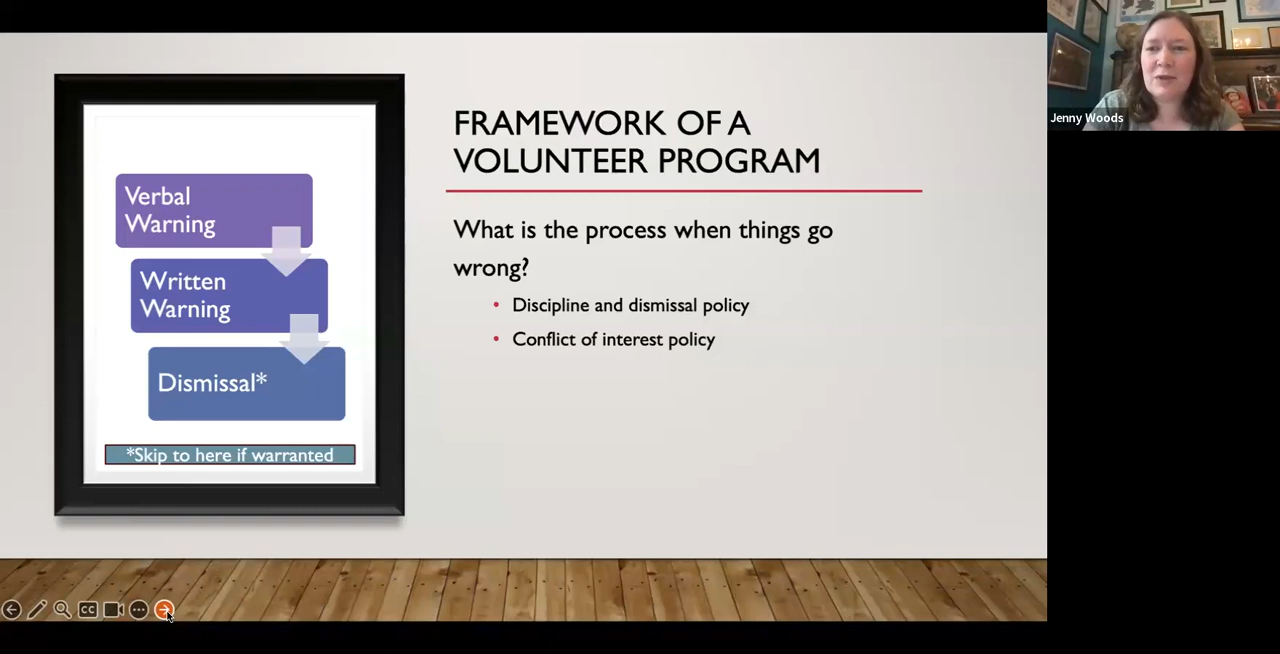 Verbal
Warning
Written
Warning
Dismissal*
*Skip to here if warranted
FRAMEWORK OF A
VOLUNTEER PROGRAM
What is the process when things go
wrong?
• Discipline and dismissal policy
• Conflict of interest policy
Jenny Woods
CC